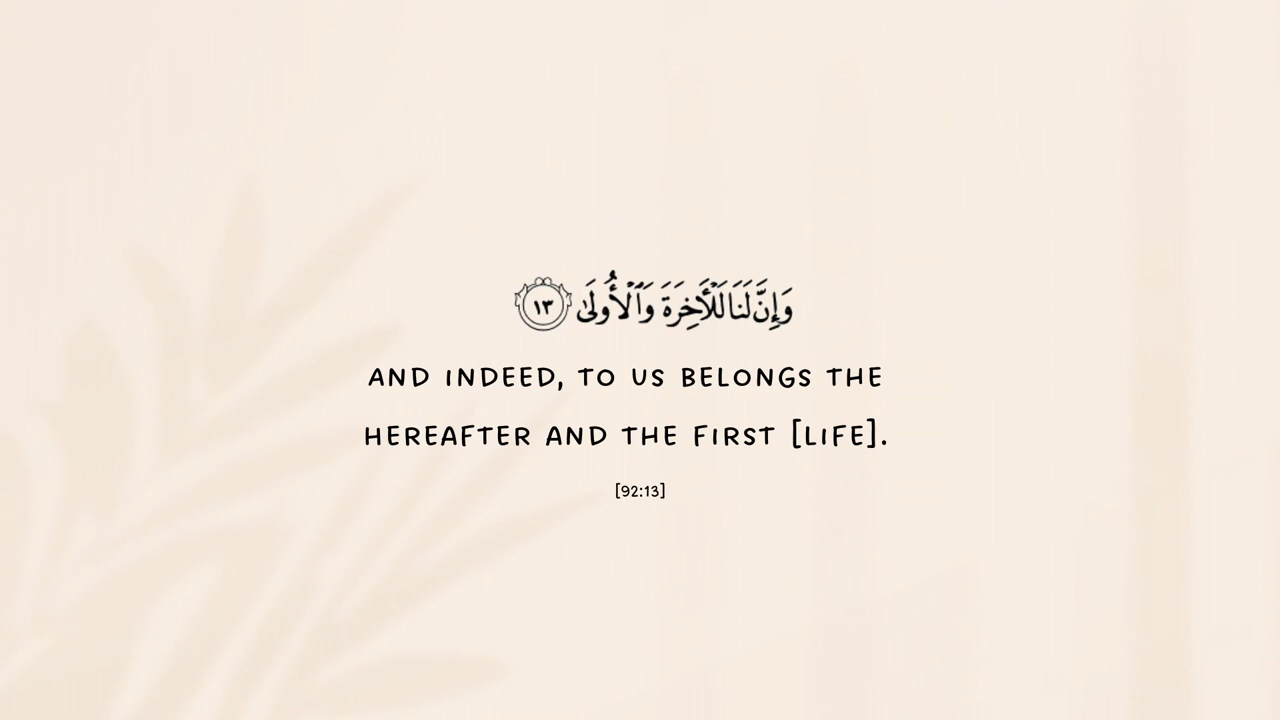 وَإِنَّ لَنَا لَلْأَخِرَةَ وَٱلْأُولَىٰ ١٣
AND INDEED, TO US BELONGS THE
HEREAFTER AND THE FIRST [LIFE].
[92:13]